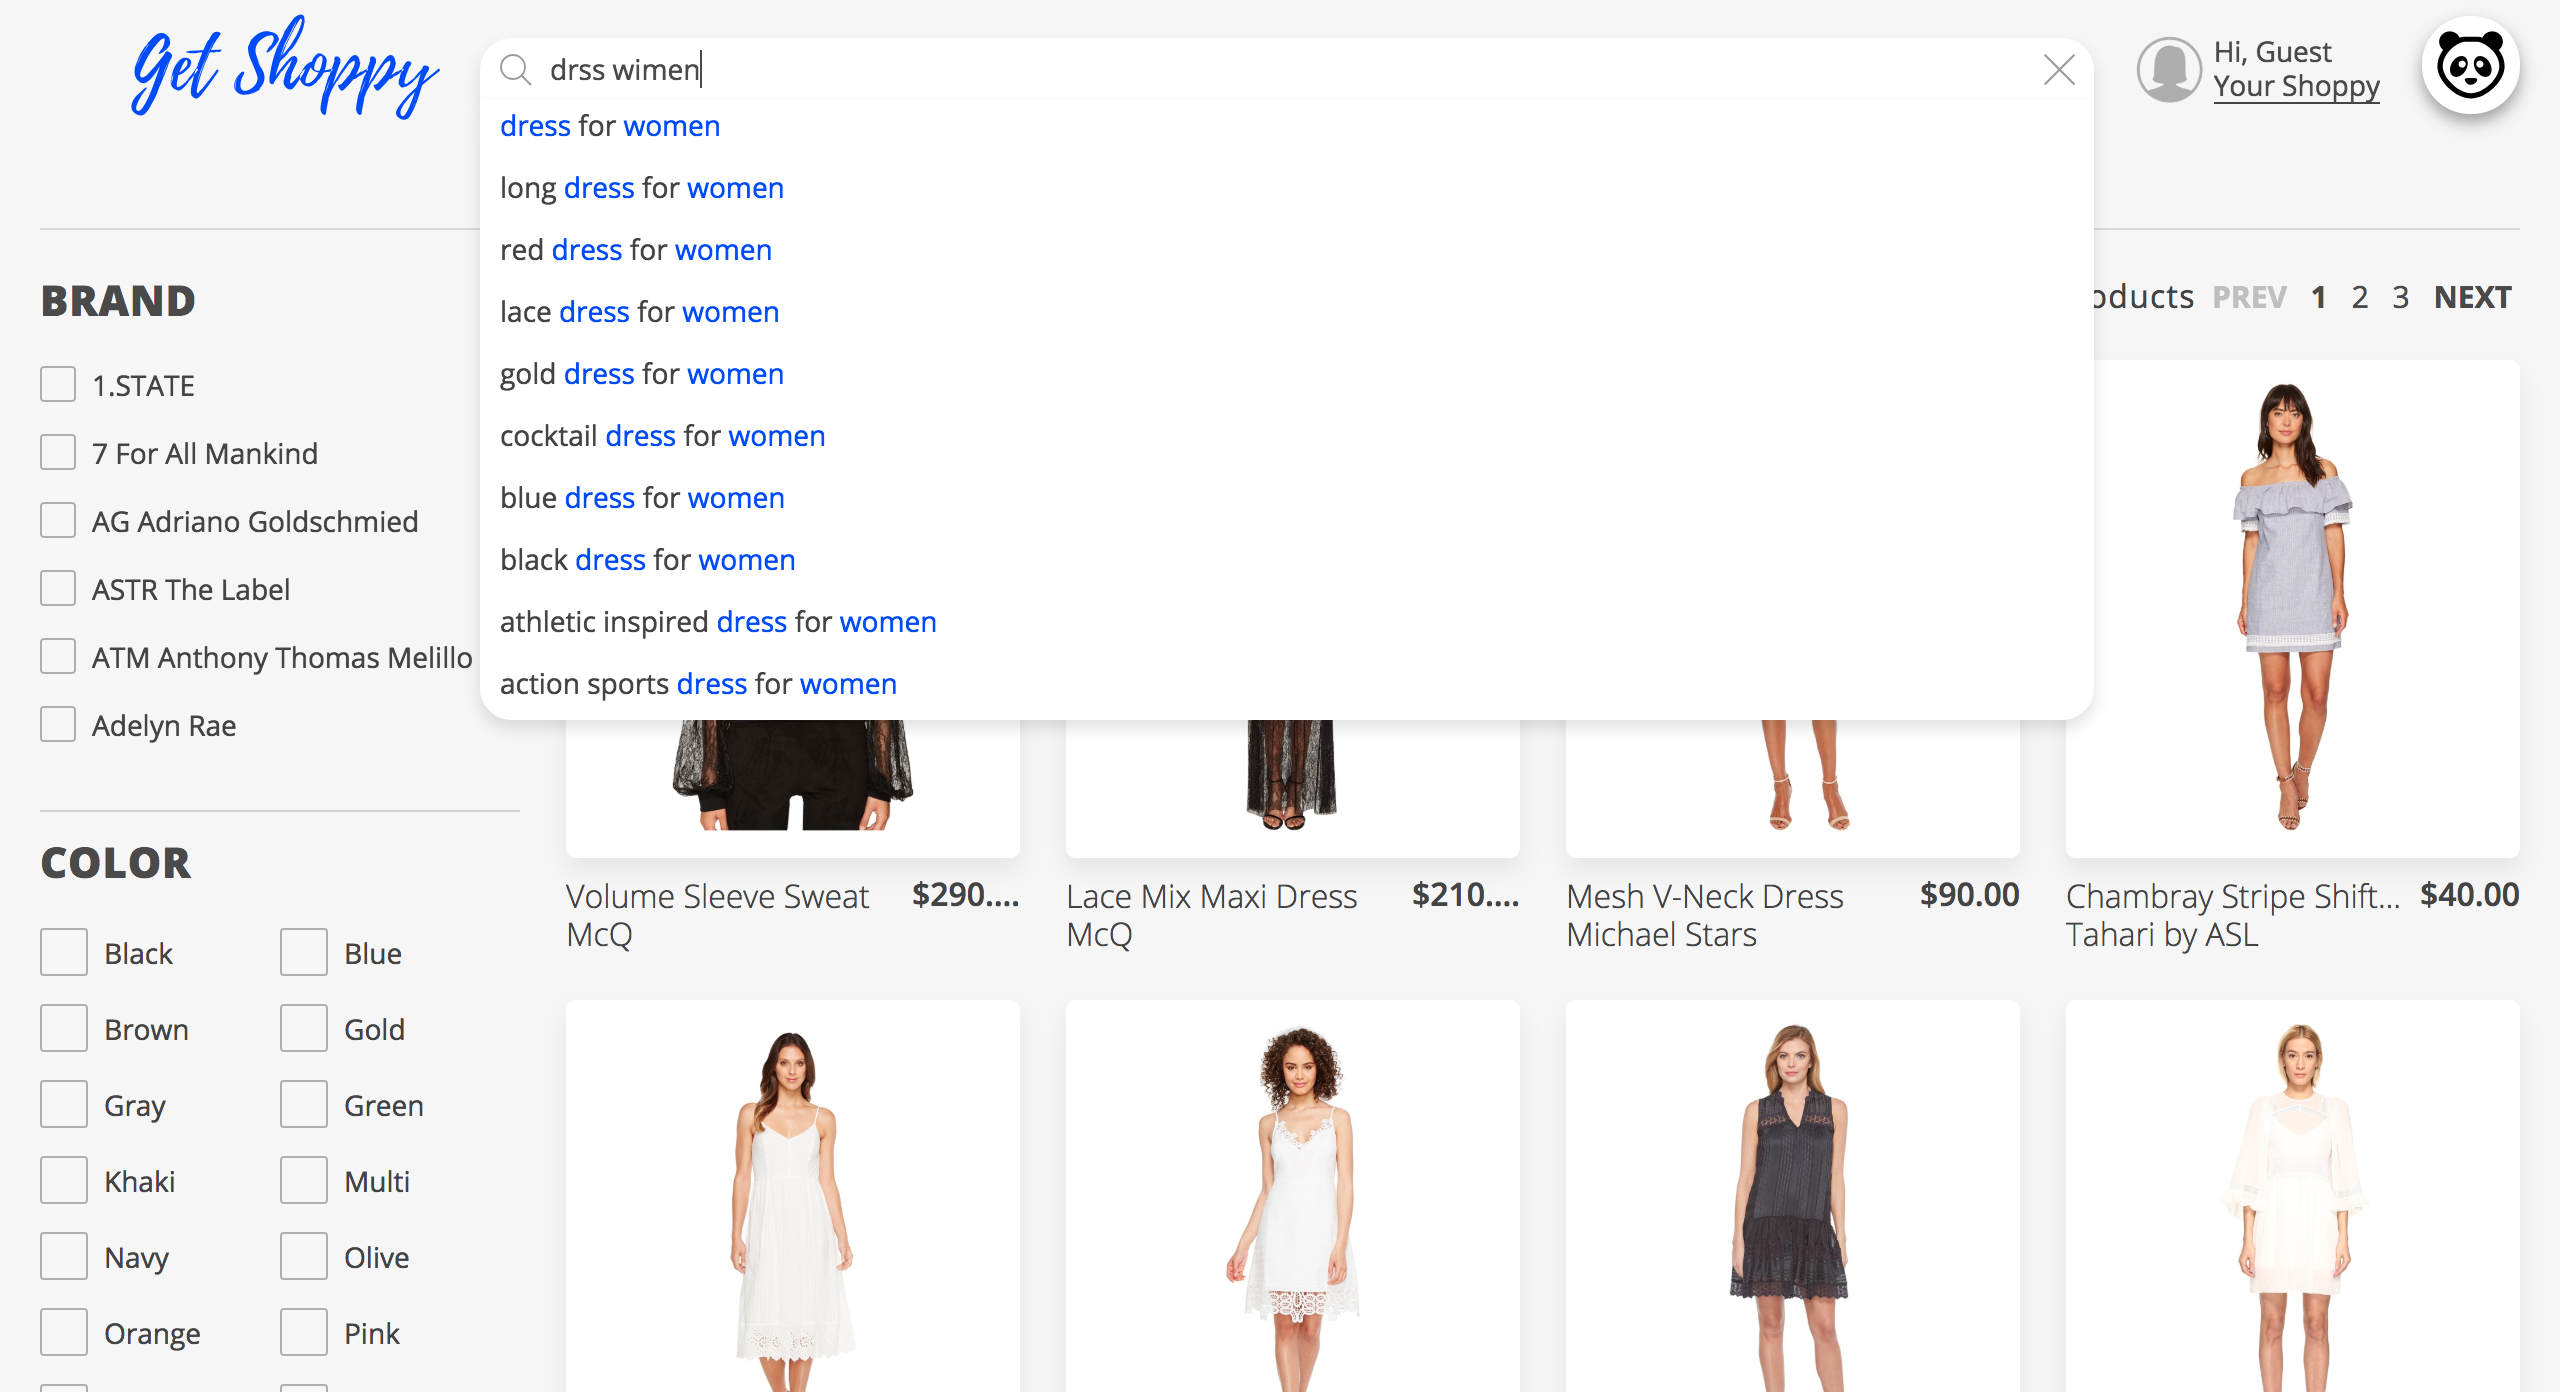 Get Shoppy
drss wimen
Hi, Guest
Your Shoppy
dress for women
long dress for women
red dress for women
lace dress for women
gold dress for women
cocktail dress for women
blue dress for women
black dress for women
athletic inspired dress for women
action sports dress for women
oducts PREV 1 2 3 NEXT
BRAND
1.STATE
7 For All Mankind
AG Adriano Goldschmied
ASTR The Label
ATM Anthony Thomas Melillo
Adelyn Rae
COLOR
Black Blue
Brown Gold
Gray Green
Khaki Multi
Navy Olive
Orange Pink
Volume Sleeve Sweat $290....
McQ
Lace Mix Maxi Dress $210....
McQ
Mesh V-Neck Dress $90.00
Michael Stars
Chambray Stripe Shift... $40.00
Tahari by ASL